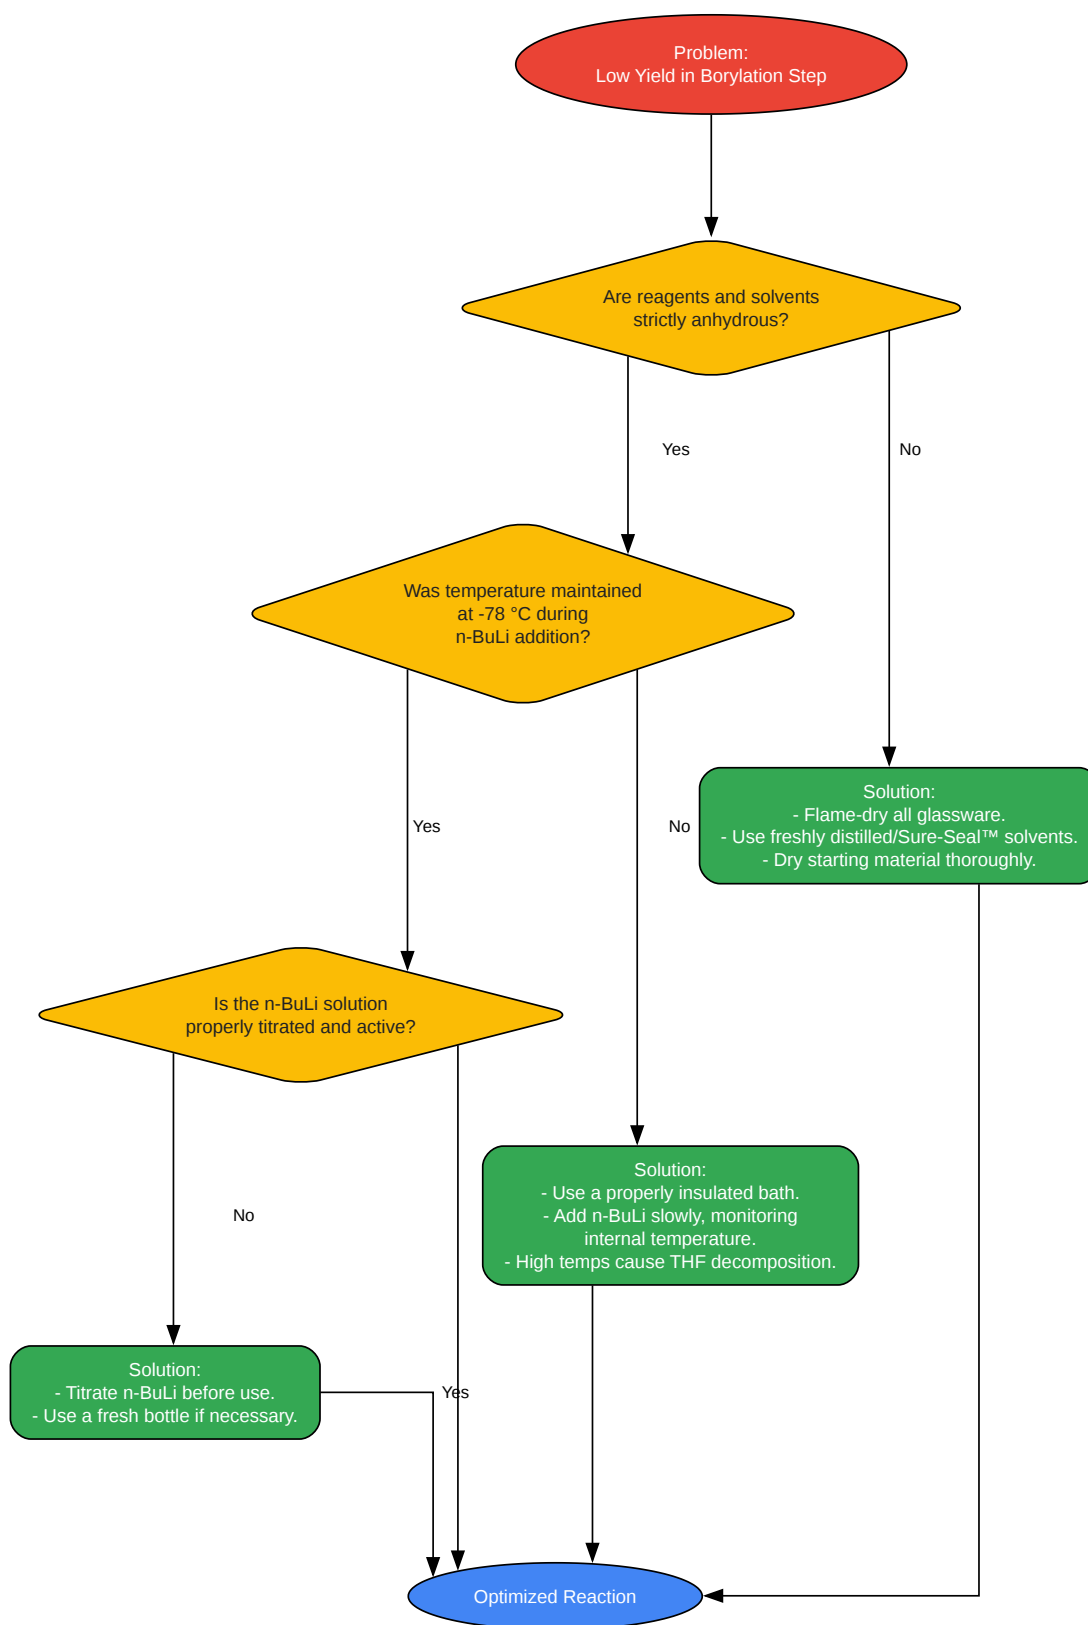 Problem:
Low Yield in Borylation Step
Are reagents and solvents
strictly anhydrous?
Yes
No
Was temperature maintained
at -78 °C during
n-BuLi addition?
Solution:
- Flame-dry all glassware.
- Use freshly distilled/Sure-Seal™ solvents.
- Dry starting material thoroughly.
Yes
No
Is the n-BuLi solution
properly titrated and active?
Solution:
- Use a properly insulated bath.
- Add n-BuLi slowly, monitoring
internal temperature.
- High temps cause THF decomposition.
No
Solution:
- Titrate n-BuLi before use.
- Use a fresh bottle if necessary.
Yes
Optimized Reaction